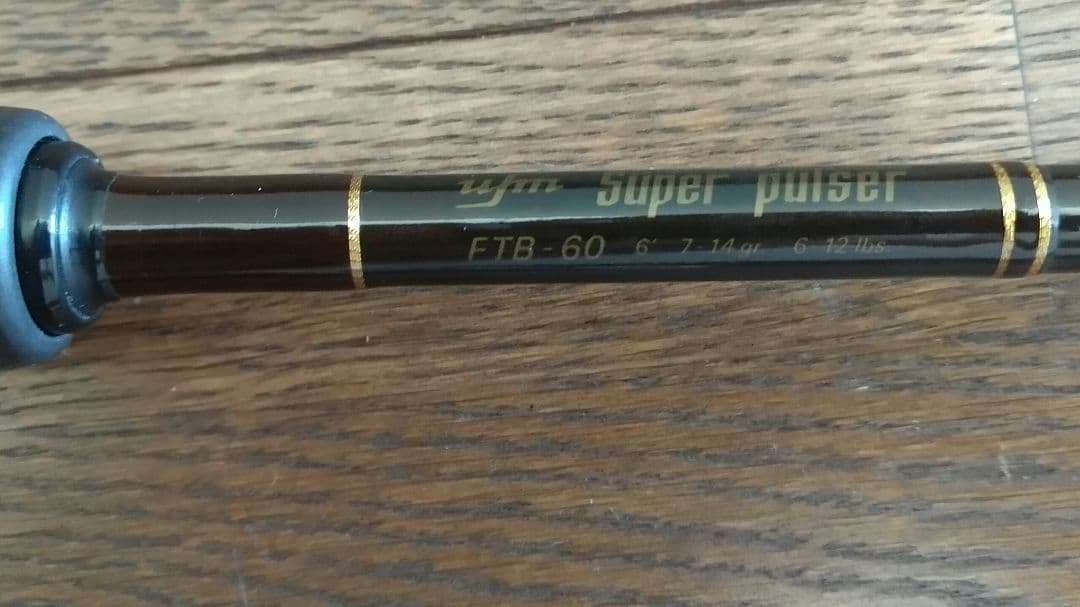 ufm Super pulser
FTB-60 6' 7-14gr 6-12lbs